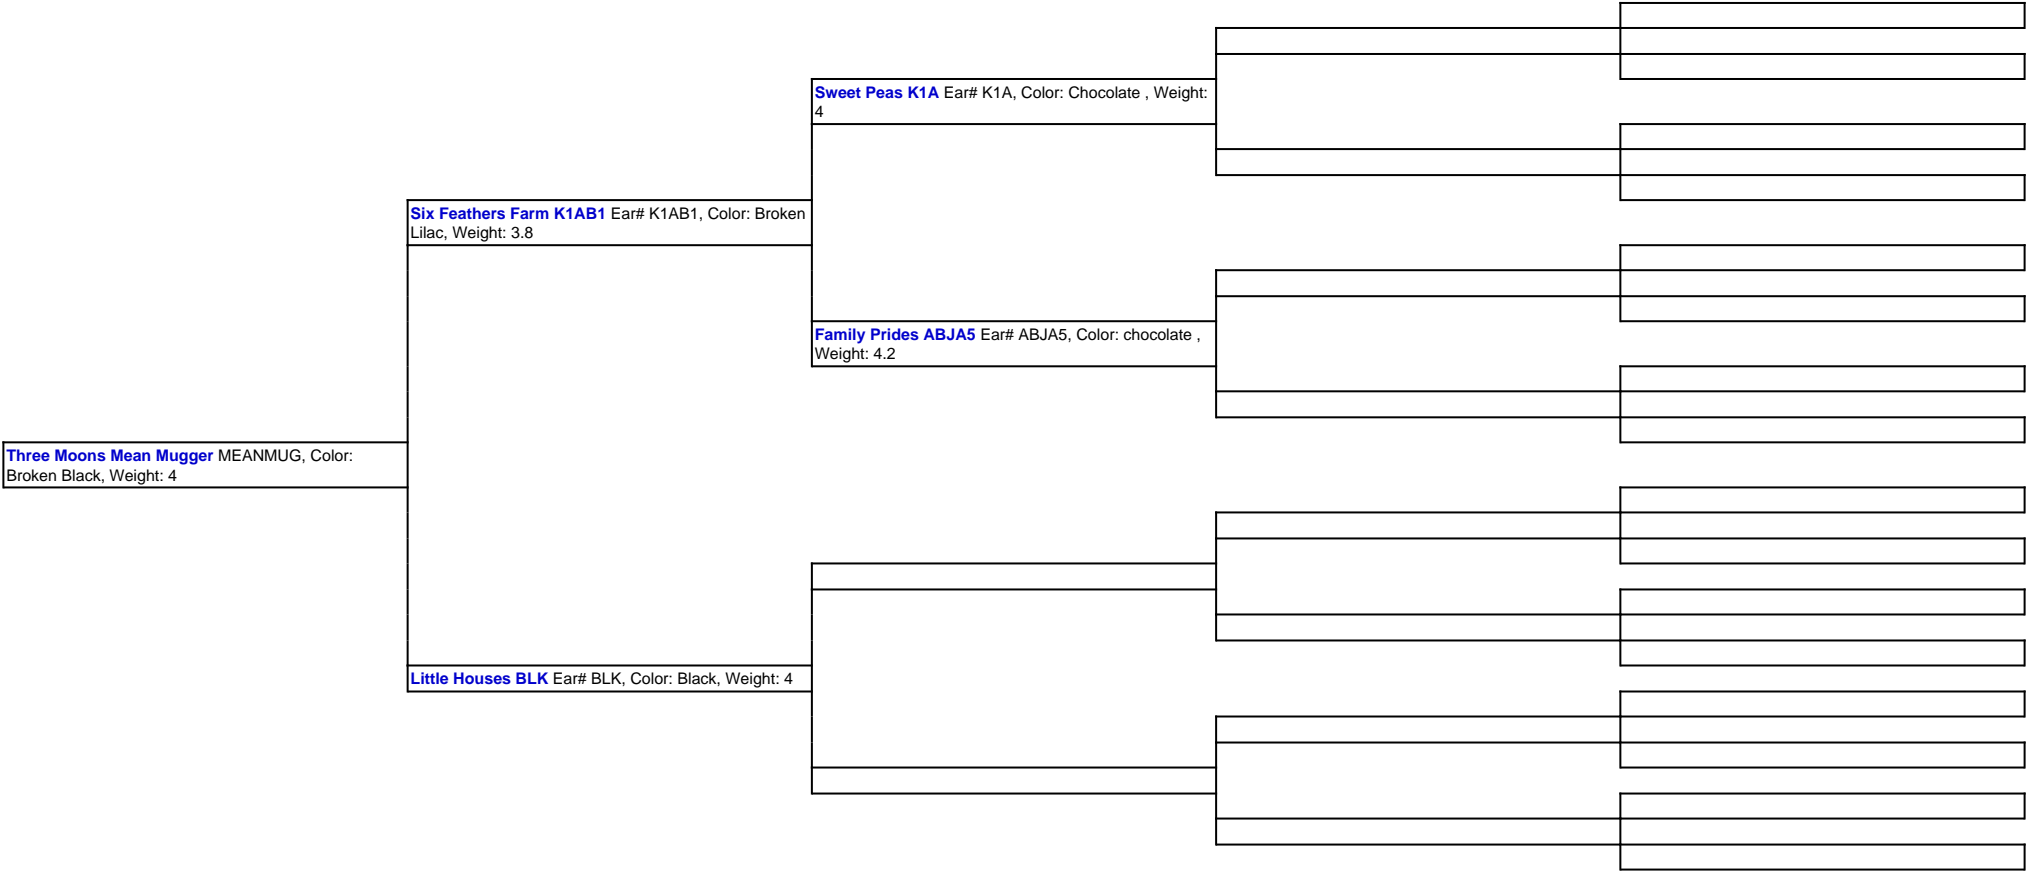 Sweet Peas K1A Ear# K1A, Color: Chocolate , Weight:
4
Six Feathers Farm K1AB1 Ear# K1AB1, Color: Broken
Lilac, Weight: 3.8
Family Prides ABJA5 Ear# ABJA5, Color: chocolate ,
Weight: 4.2
Three Moons Mean Mugger MEANMUG, Color:
Broken Black, Weight: 4
Little Houses BLK Ear# BLK, Color: Black, Weight: 4